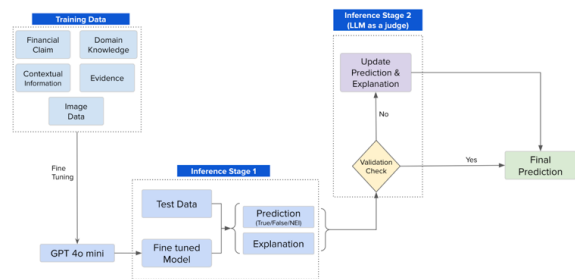 Training Data
Financial
Claim
Domain
Knowledge
Contextual
Information
Evidence
Image
Data
Fine
Tuning
GPT 4o mini
Inference Stage 1
Test Data
Fine tuned
Model
Prediction
(True/False/NEI)
Explanation
Inference Stage 2
(LLM as a judge)
Update
Prediction &
Explanation
No
Validation
Check
Yes
Final
Prediction